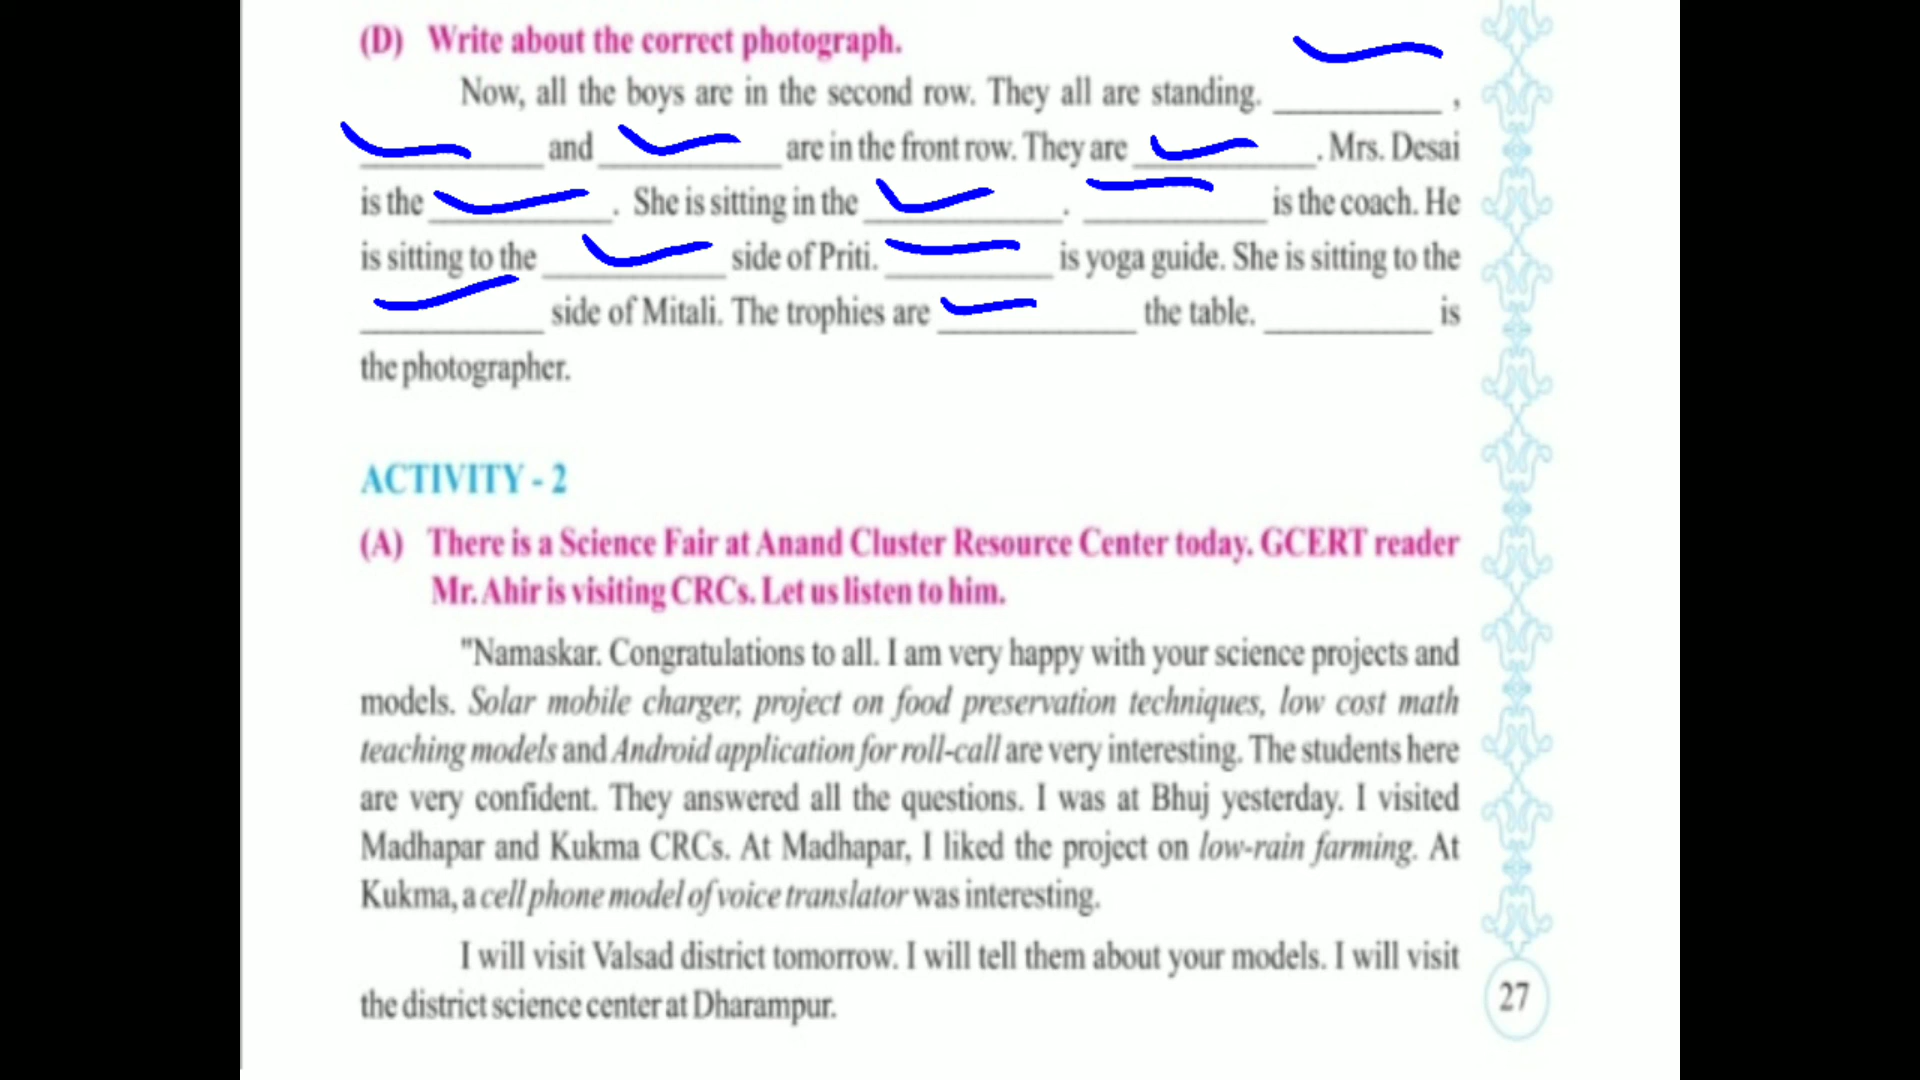 (D) Write about the correct photograph.
Now, all the boys are in the second row. They all are standing. __________ ,
__________ and __________ are in the front row. They are __________. Mrs. Desai
is the __________. She is sitting in the __________. __________ is the coach. He
is sitting to the __________ side of Priti. __________ is yoga guide. She is sitting to the
__________ side of Mitali. The trophies are __________ the table. __________ is
the photographer.
ACTIVITY - 2
(A) There is a Science Fair at Anand Cluster Resource Center today. GCERT reader
Mr. Ahir is visiting CRCs. Let us listen to him.
"Namaskar. Congratulations to all. I am very happy with your science projects and
models. Solar mobile charger, project on food preservation techniques, low cost math
teaching models and Android application for roll-call are very interesting. The students here
are very confident. They answered all the questions. I was at Bhuj yesterday. I visited
Madhapar and Kukma CRCs. At Madhapar, I liked the project on low-rain farming. At
Kukma, a cell phone model of voice translator was interesting.
I will visit Valsad district tomorrow. I will tell them about your models. I will visit
the district science center at Dharampur.
27